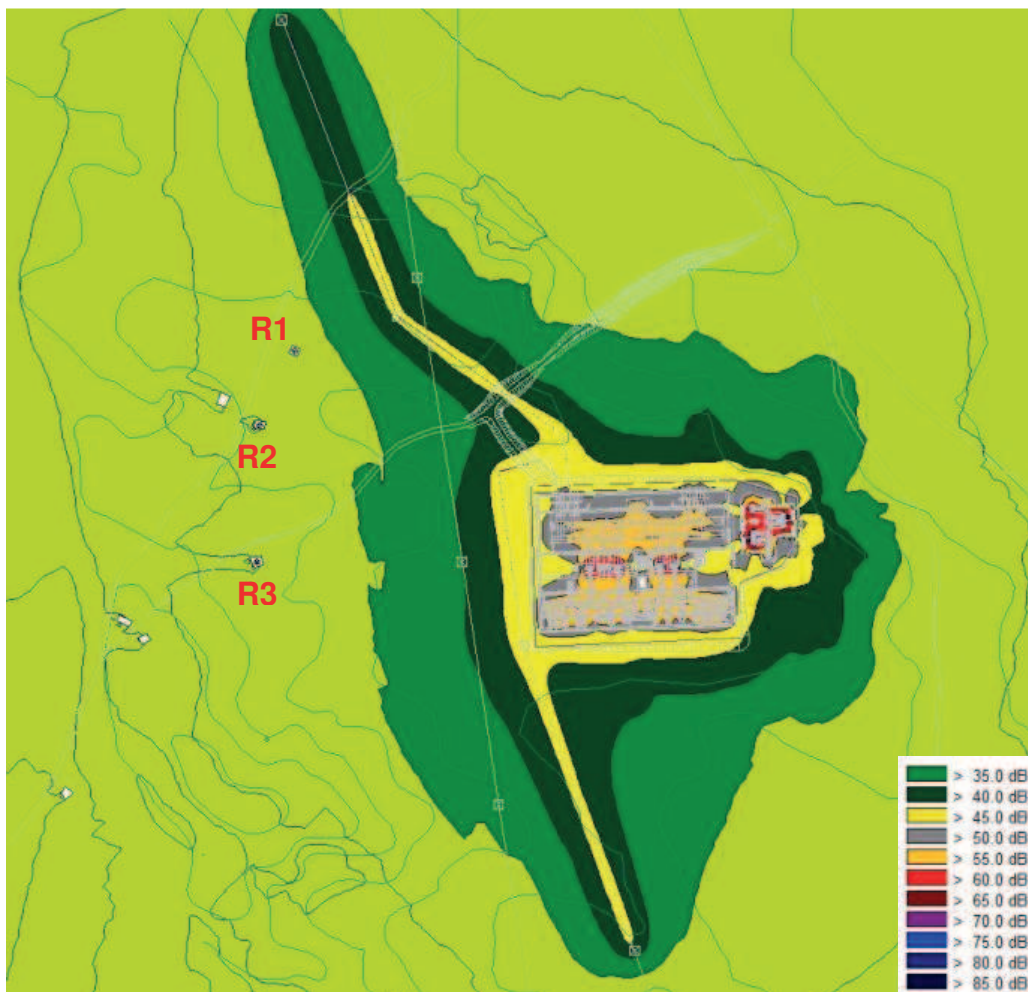 R1
R2
R3
> 35.0 dB
> 40.0 dB
> 45.0 dB
> 50.0 dB
> 55.0 dB
> 60.0 dB
> 65.0 dB
> 70.0 dB
> 75.0 dB
> 80.0 dB
> 85.0 dB